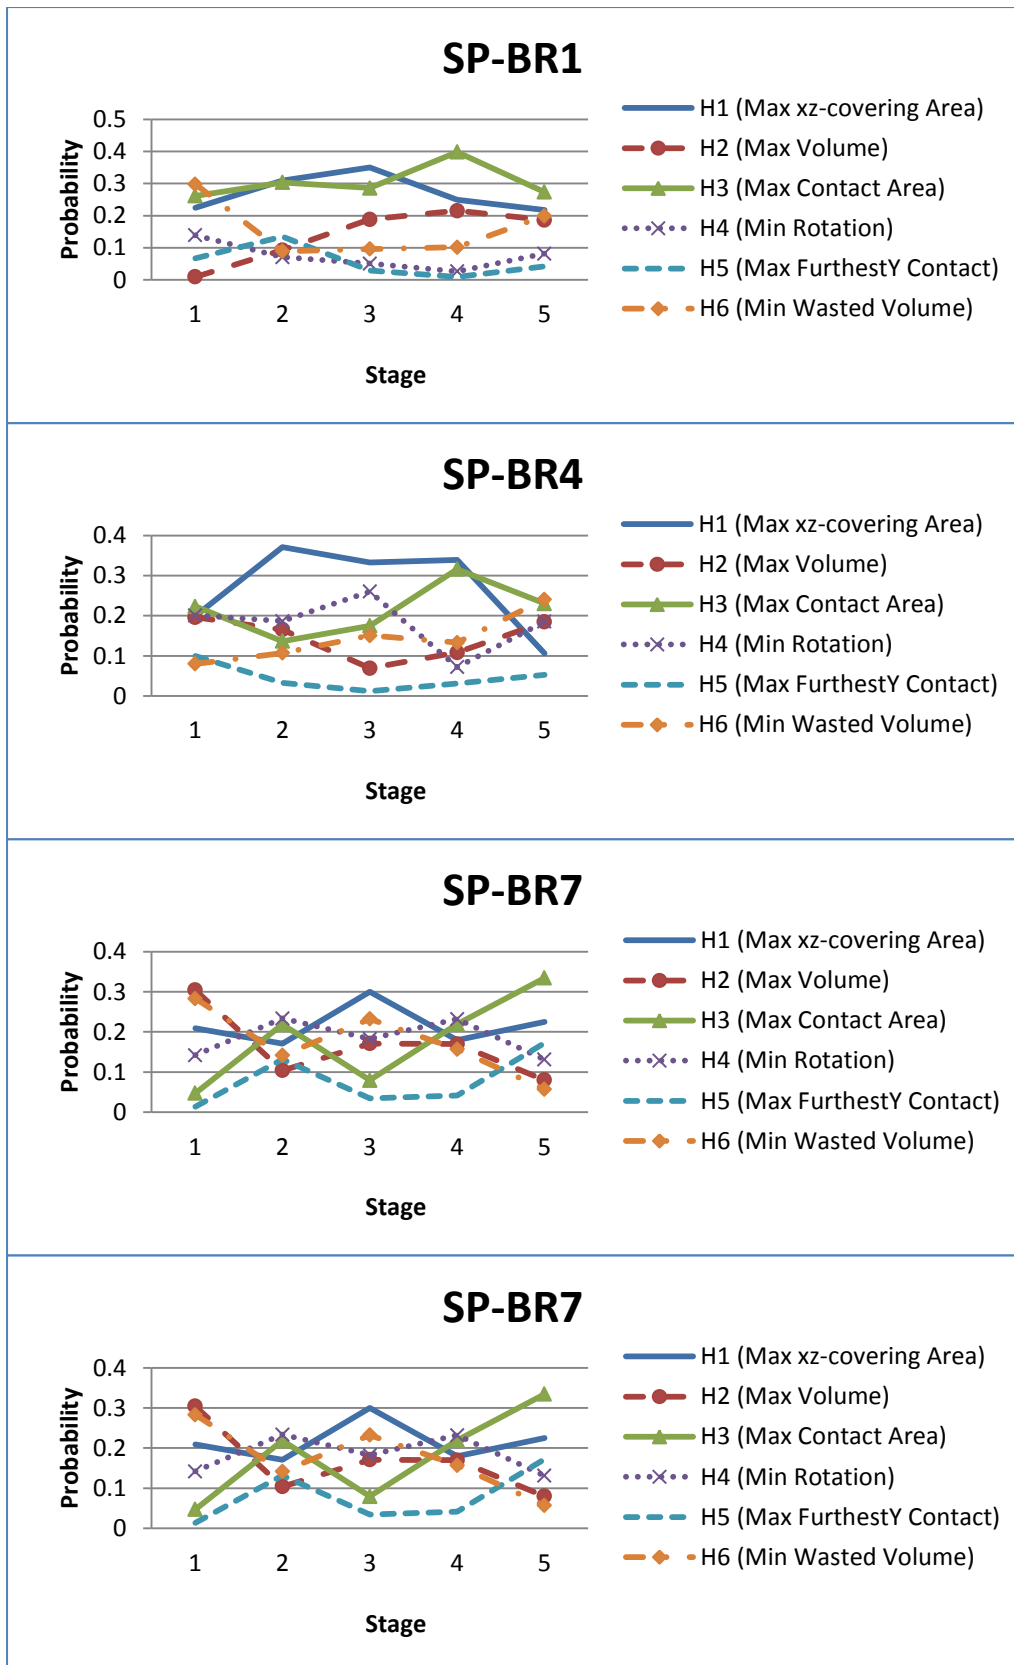 SP-BR1
0.5
0.4
0.3
0.2
0.1
0
Probability
1 2 3 4 5
Stage
H1 (Max xz-covering Area)
H2 (Max Volume)
H3 (Max Contact Area)
H4 (Min Rotation)
H5 (Max FurthestY Contact)
H6 (Min Wasted Volume)
SP-BR4
0.4
0.3
0.2
0.1
0
Probability
1 2 3 4 5
Stage
H1 (Max xz-covering Area)
H2 (Max Volume)
H3 (Max Contact Area)
H4 (Min Rotation)
H5 (Max FurthestY Contact)
H6 (Min Wasted Volume)
SP-BR7
0.4
0.3
0.2
0.1
0
Probability
1 2 3 4 5
Stage
H1 (Max xz-covering Area)
H2 (Max Volume)
H3 (Max Contact Area)
H4 (Min Rotation)
H5 (Max FurthestY Contact)
H6 (Min Wasted Volume)
SP-BR7
0.4
0.3
0.2
0.1
0
Probability
1 2 3 4 5
Stage
H1 (Max xz-covering Area)
H2 (Max Volume)
H3 (Max Contact Area)
H4 (Min Rotation)
H5 (Max FurthestY Contact)
H6 (Min Wasted Volume)